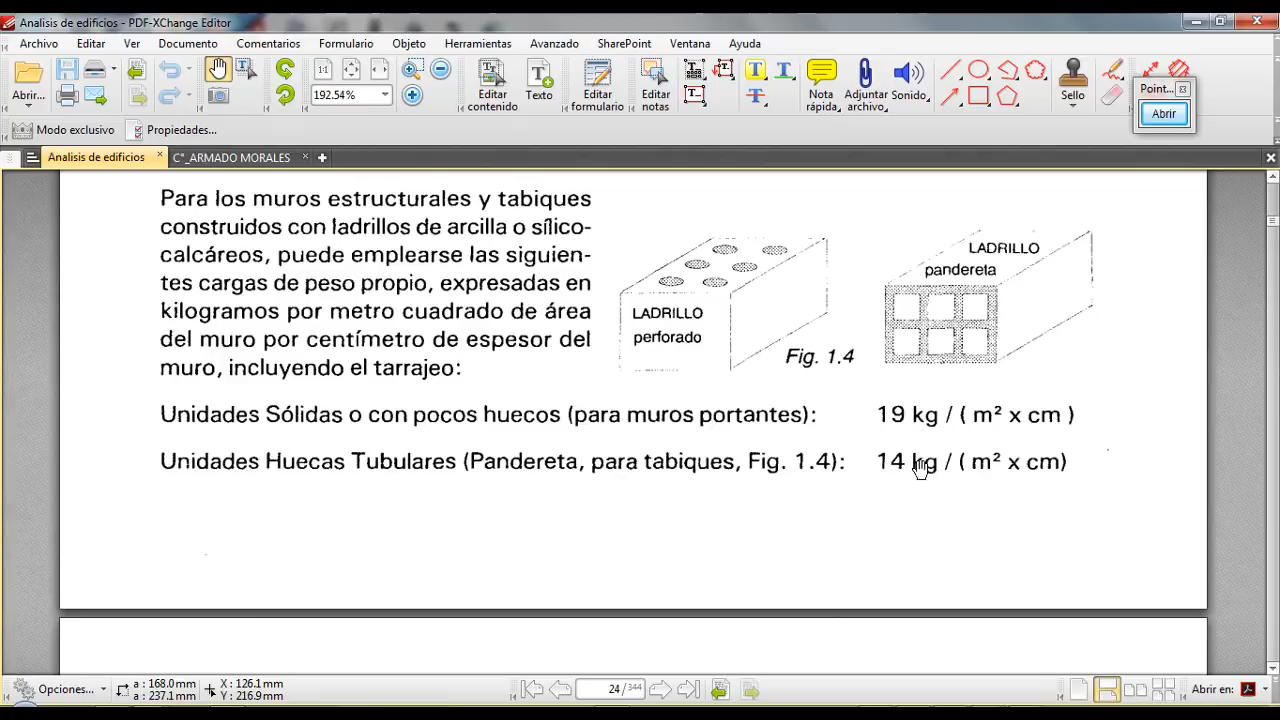 Analisis de edificios - PDF-XChange Editor
Archivo Editar Ver Documento Comentarios Formulario Objeto Herramientas Avanzado SharePoint Ventana Ayuda
Point...
Abrir
Abrir...
192.54%
Editar contenido
Texto
Editar formulario
Editar notas
Nota rápida,
Adjuntar archivo,
Sonido,
Sello
Modo exclusivo Propiedades...
Analisis de edificios C°_ARMADO MORALES
Para los muros estructurales y tabiques
construidos con ladrillos de arcilla o sílico-
calcáreos, puede emplearse las siguien-
tes cargas de peso propio, expresadas en
kilogramos por metro cuadrado de área
del muro por centímetro de espesor del
muro, incluyendo el tarrajeo:
LADRILLO
perforado
Fig. 1.4
LADRILLO
pandereta
Unidades Sólidas o con pocos huecos (para muros portantes): 19 kg / ( m² x cm )
Unidades Huecas Tubulares (Pandereta, para tabiques, Fig. 1.4): 14 kg / ( m² x cm)
Opciones...
a : 168.0 mm
a : 237.1 mm
X : 126.1 mm
Y : 216.9 mm
24 / 344
Abrir en: